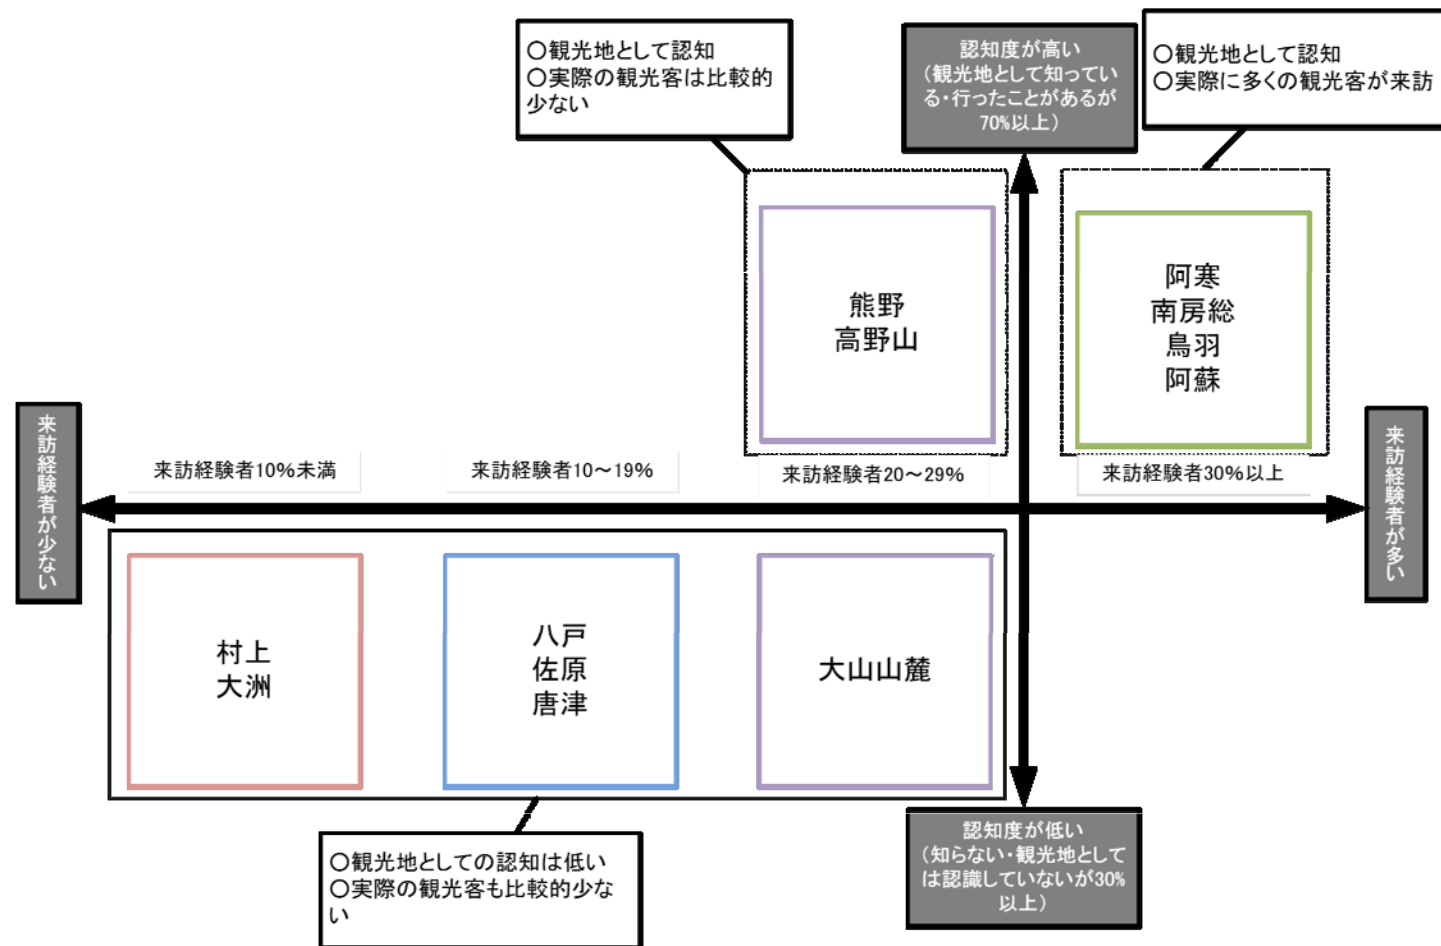 ○観光地として認知
○実際の観光客は比較的
少ない
認知度が高い
（観光地として知ってい
る・行ったことがあるが
70%以上）
○観光地として認知
○実際に多くの観光客が来訪
熊野
高野山
阿寒
南房総
鳥羽
阿蘇
来訪経験者が少ない
来訪経験者10%未満
来訪経験者10～19%
来訪経験者20～29%
来訪経験者30%以上
来訪経験者が多い
村上
大洲
八戸
佐原
唐津
大山山麓
○観光地としての認知は低い
○実際の観光客も比較的少な
い
認知度が低い
（知らない・観光地として
は認識していないが30%
以上）